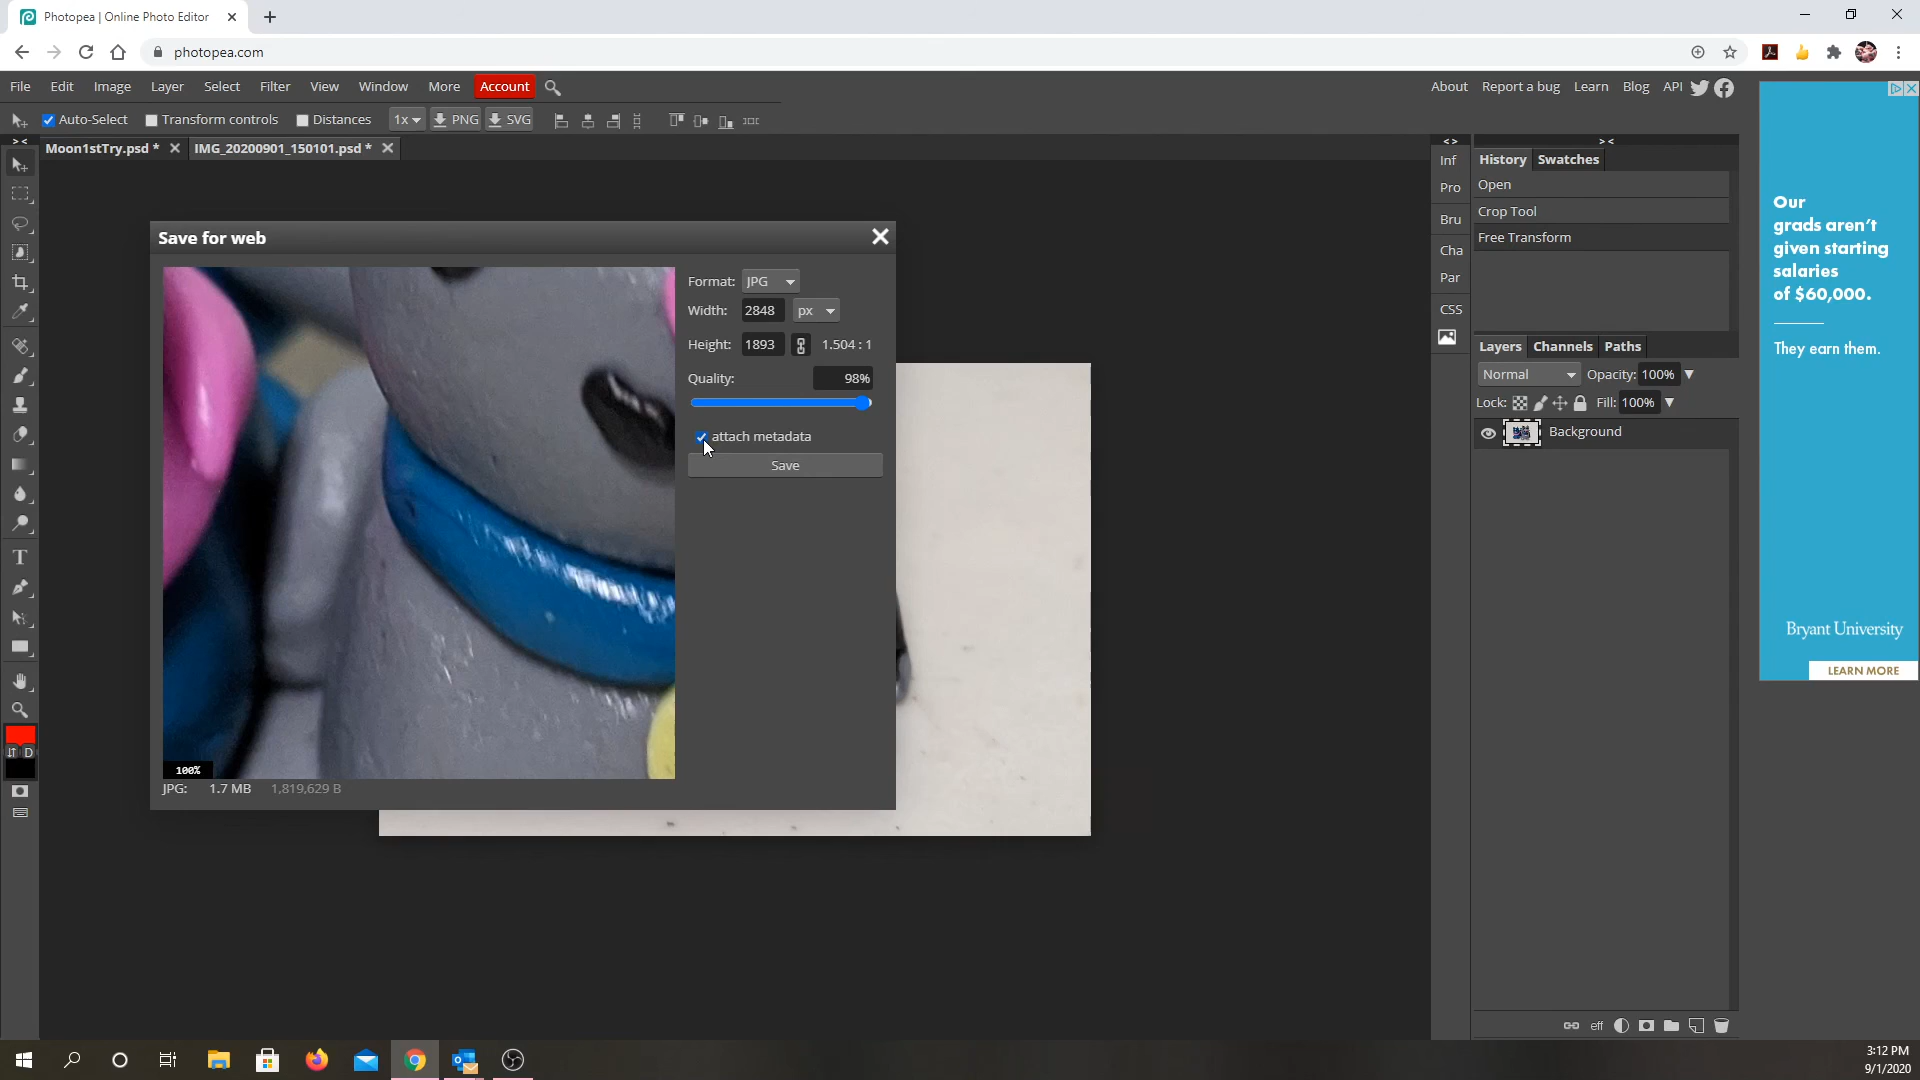 Photopea | Online Photo Editor
photopea.com
File Edit Image Layer Select Filter View Window More Account
About Report a bug Learn Blog API
Auto-Select Transform controls Distances 1x PNG SVG
Moon1stTry.psd * IMG_20200901_150101.psd *
Save for web
Format: JPG
Width: 2848 px
Height: 1893 1.504 : 1
Quality: 98%
attach metadata
Save
100%
JPG: 1.7 MB 1,819,629 B
D
T
Inf
Pro
Bru
Cha
Par
CSS
History Swatches
Open
Crop Tool
Free Transform
Layers Channels Paths
Normal Opacity: 100%
Lock: Fill: 100%
Background
eff
Our
grads aren't
given starting
salaries
of $60,000.
They earn them.
Bryant University
LEARN MORE
3:12 PM
9/1/2020